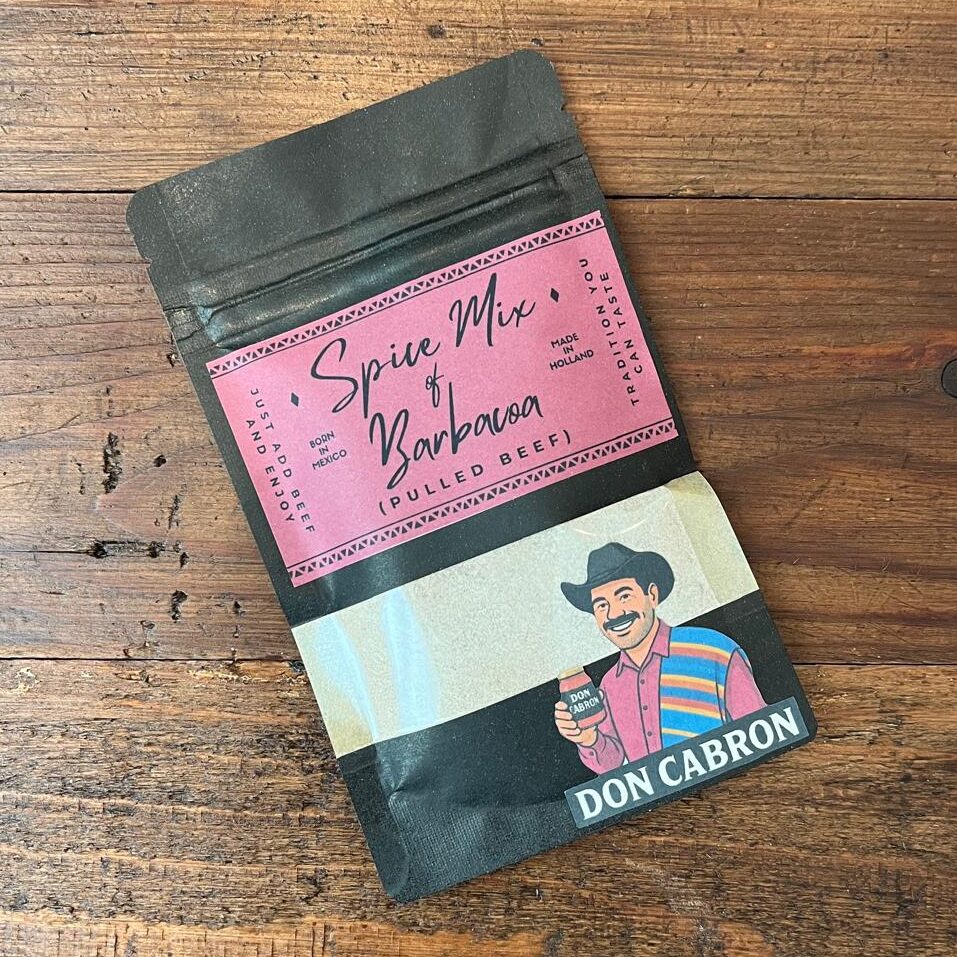 Spice Mix
of
Barbacoa
(PULLED BEEF)
JUST ADD BEEF
AND ENJOY
BORN
IN
MEXICO
MADE
IN
HOLLAND
TRADITION YOU
TRCAN TASTE
DON
CABRON
DON CABRON